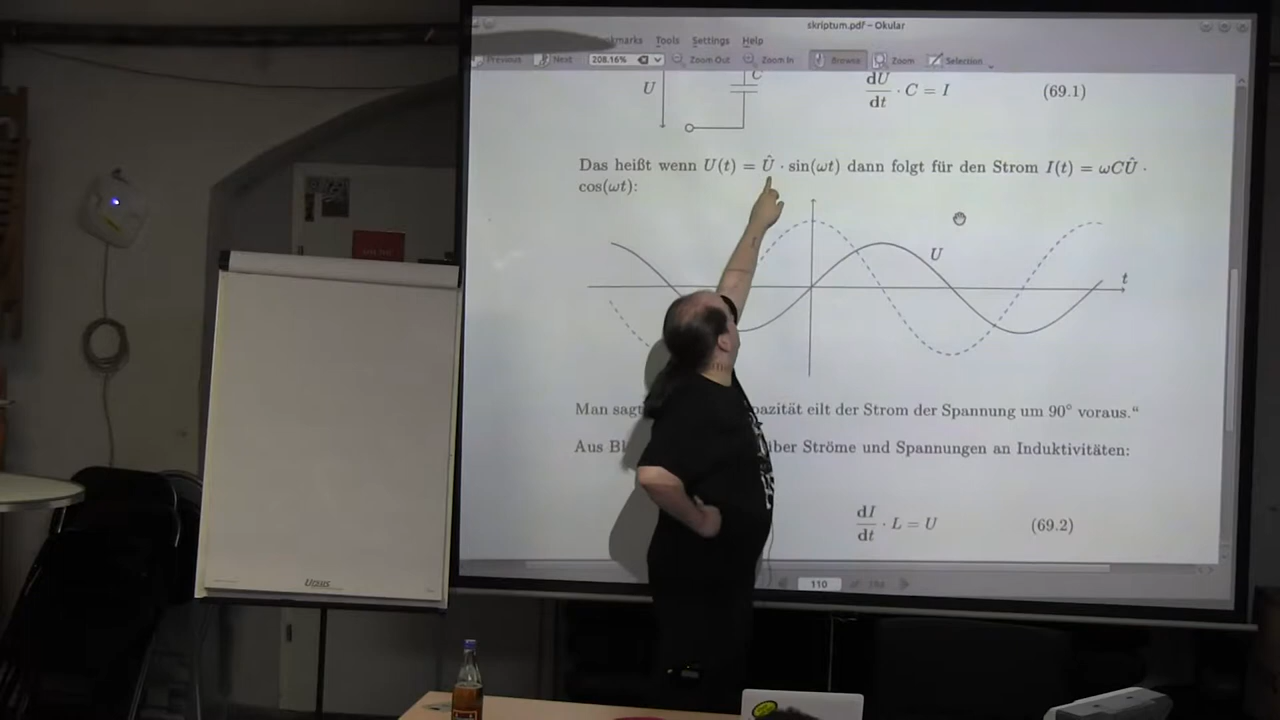 skriptum.pdf – Okular
Tools Settings Help
Previous Next 208.16% Zoom Out Zoom In Browse Zoom Selection
U C dU/dt · C = I (69.1)
Das heißt wenn U(t) = Û · sin(ωt) dann folgt für den Strom I(t) = ωCÛ ·
cos(ωt):
U
t
Man sagt eilt der Strom der Spannung um 90° voraus.“
Aus über Ströme und Spannungen an Induktivitäten:
dI/dt · L = U (69.2)
110